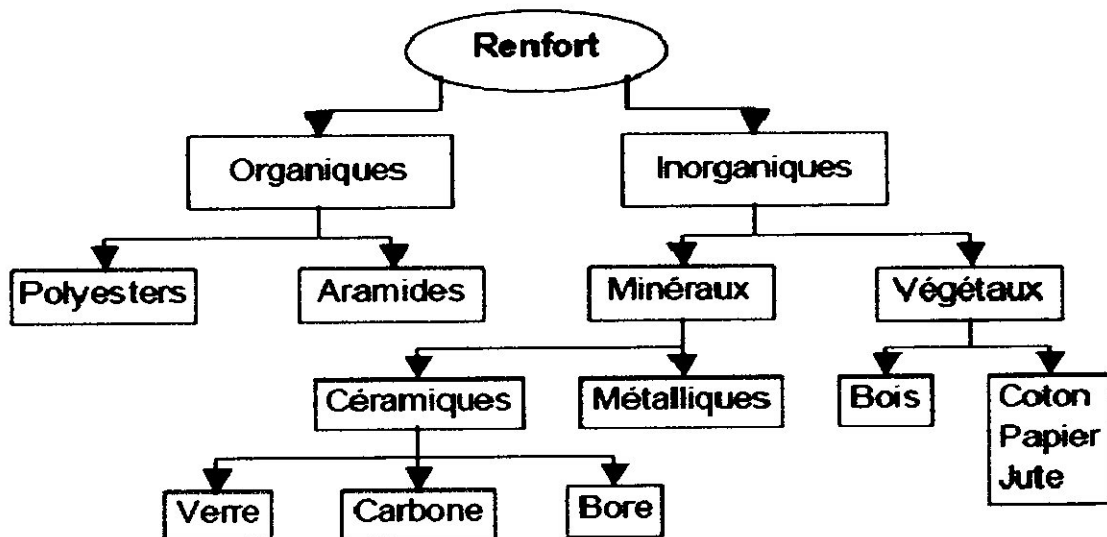 Renfort
Organiques
Inorganiques
Polyesters
Aramides
Minéraux
Végétaux
Céramiques
Métalliques
Bois
Coton
Papier
Jute
Verre
Carbone
Bore